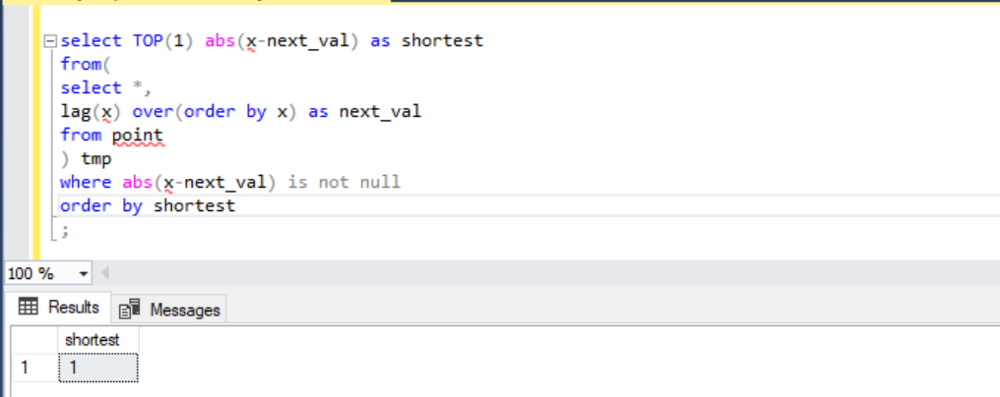 select TOP(1) abs(x-next_val) as shortest
from(
select *,
lag(x) over(order by x) as next_val
from point
) tmp
where abs(x-next_val) is not null
order by shortest
;
100 %
Results Messages
shortest
1 1